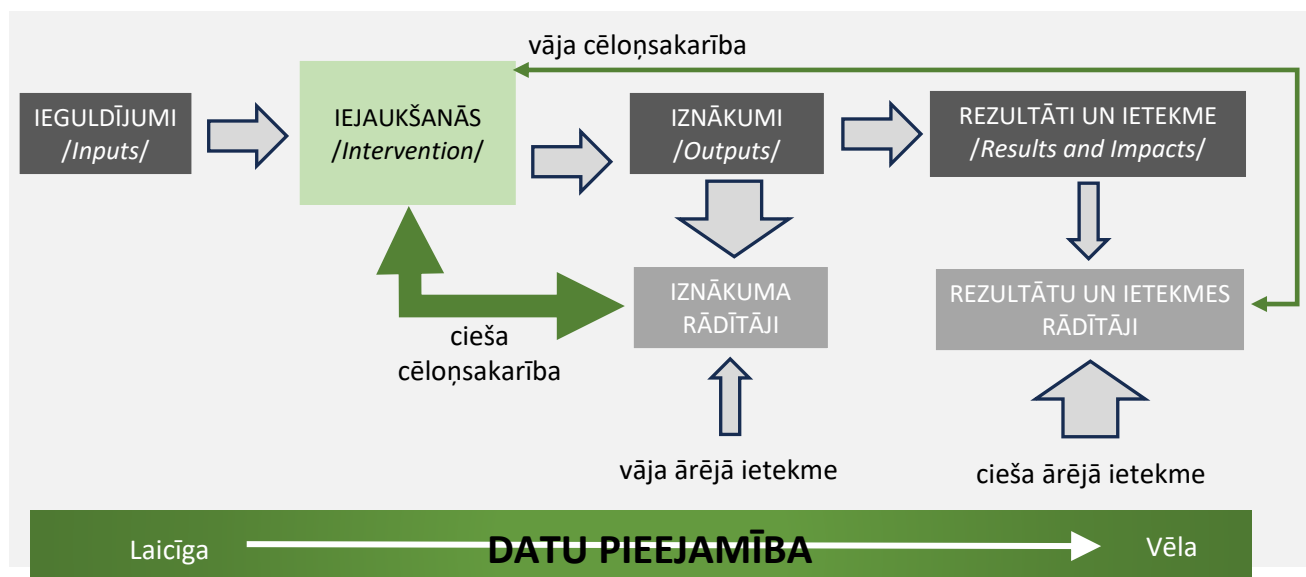 vāja cēloņsakarība
IEGULDĪJUMI
/Inputs/
IEJAUKŠANĀS
/Intervention/
IZNĀKUMI
/Outputs/
REZULTĀTI UN IETEKME
/Results and Impacts/
IZNĀKUMA
RĀDĪTĀJI
REZULTĀTU UN IETEKMES
RĀDĪTĀJI
cieša
cēloņsakarība
vāja ārējā ietekme
cieša ārējā ietekme
Laicīga
DATU PIEEJAMĪBA
Vēla